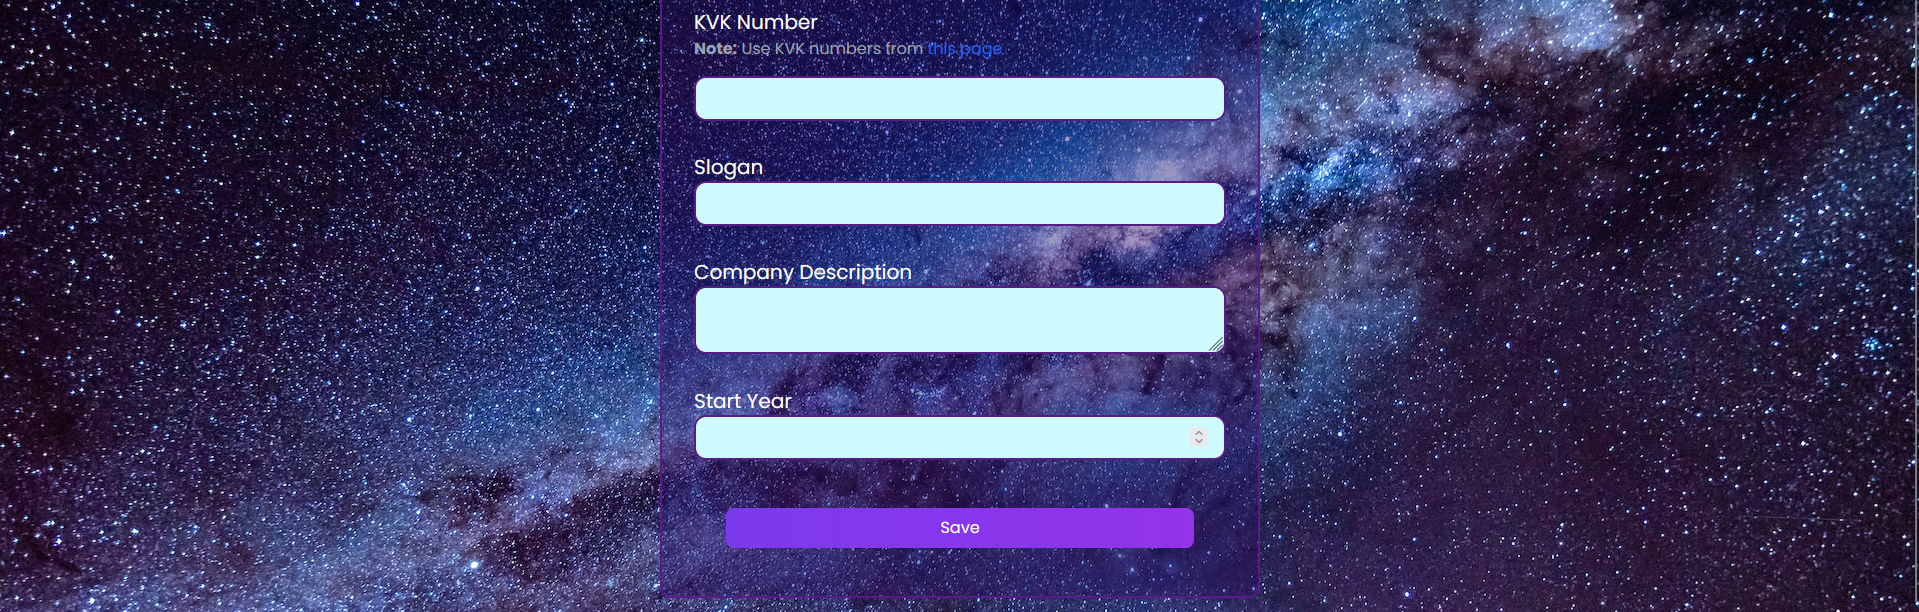 KVK Number
Note: Use KVK numbers from this page
Slogan
Company Description
Start Year
Save